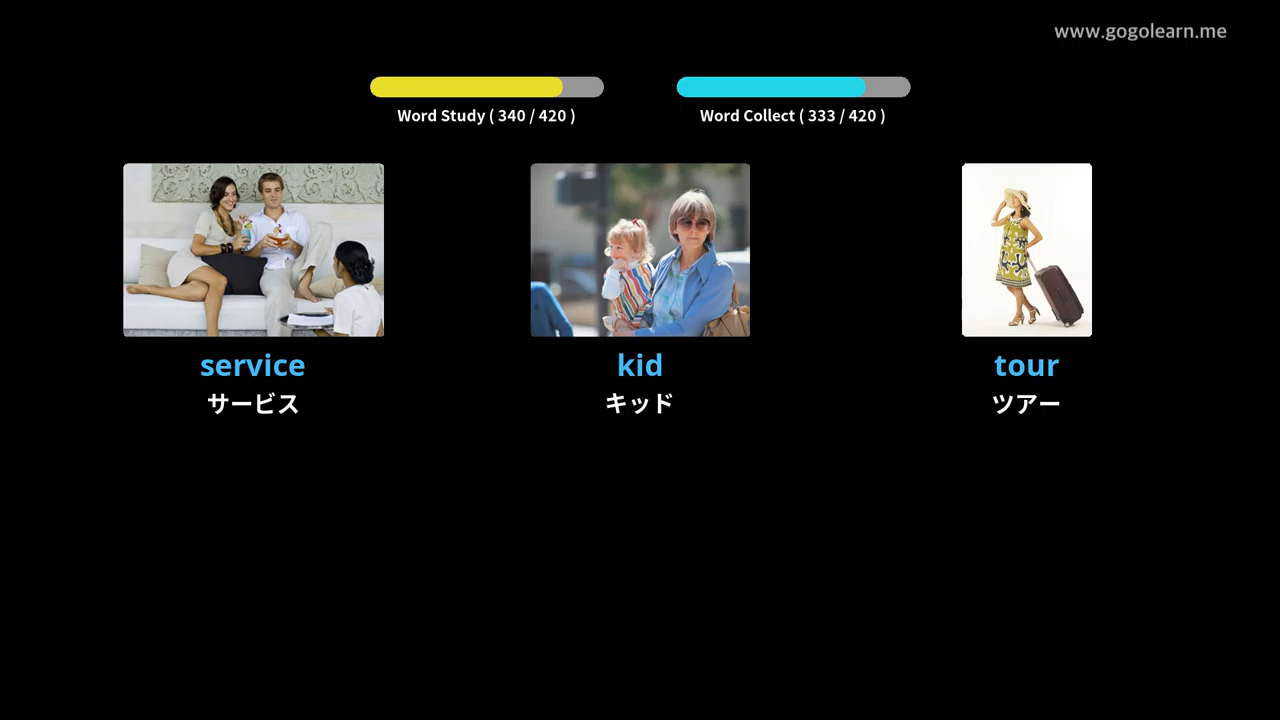 www.gogolearn.me
Word Study ( 340 / 420 )
Word Collect ( 333 / 420 )
service
サービス
kid
キッド
tour
ツアー